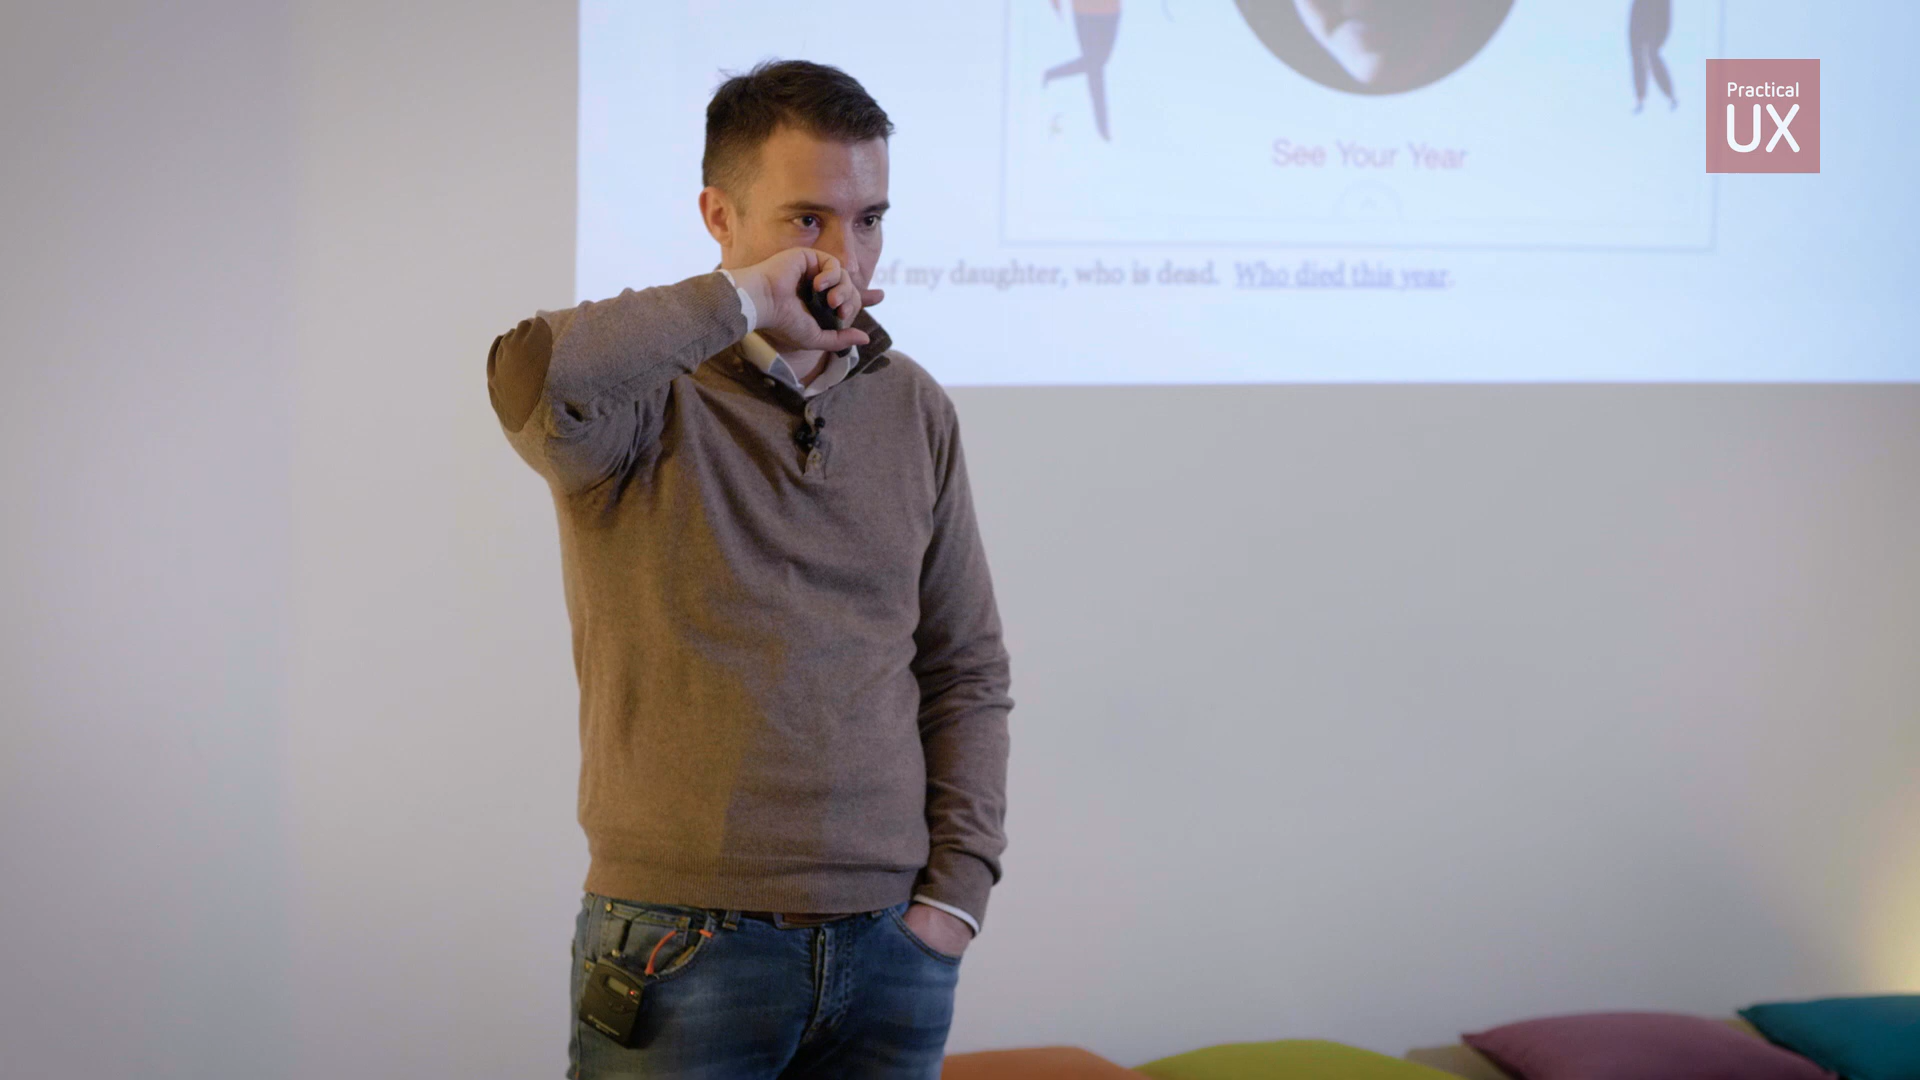 Practical
UX
See Your Year
of my daughter, who is dead. Who died this year.